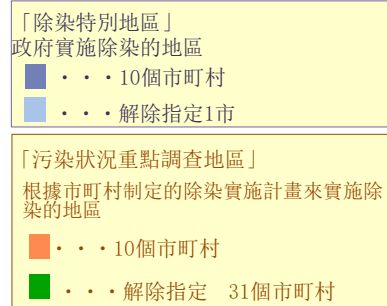 「除染特別地區」
政府實施除染的地區
・・・10個市町村
・・・解除指定1市
「污染狀況重點調查地區」
根據市町村制定的除染實施計畫來實施除
染的地區
・・・10個市町村
・・・解除指定　31個市町村